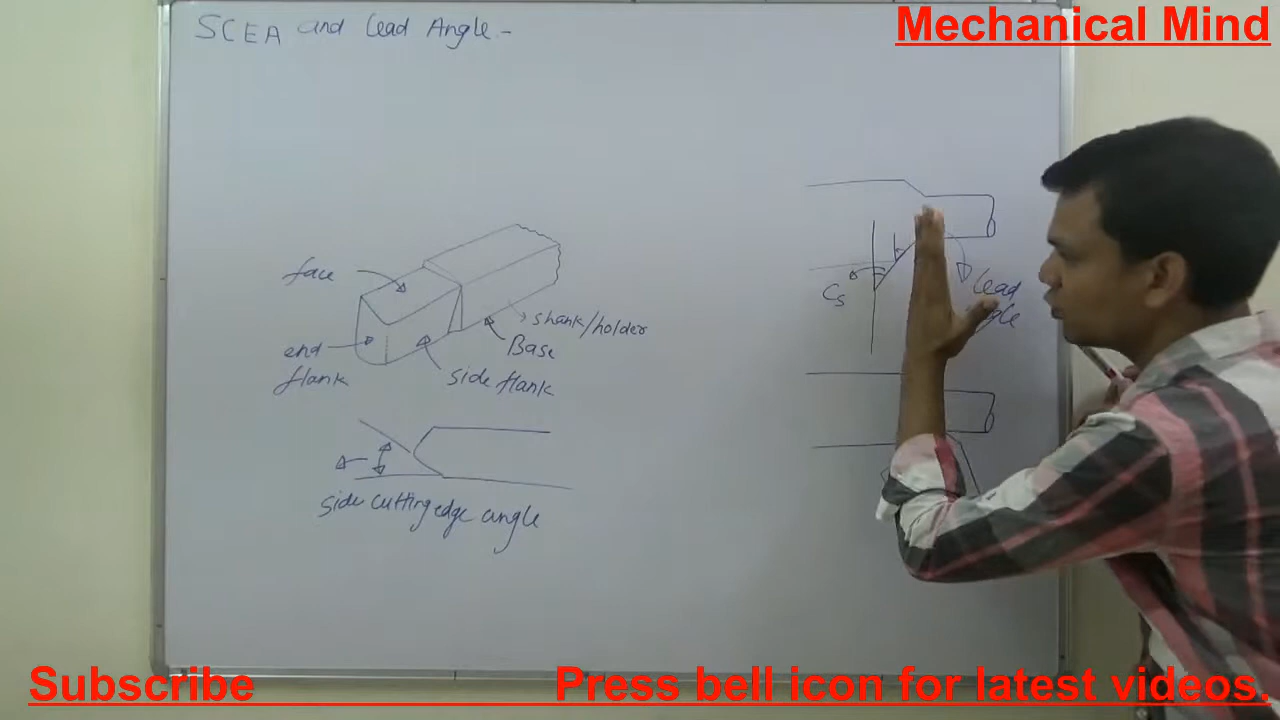 Mechanical Mind
SCEA and Lead Angle:-
face
end
flank
shank/holder
Base
side flank
side cutting edge angle
Cs
Lead
Subscribe
Press bell icon for latest videos.